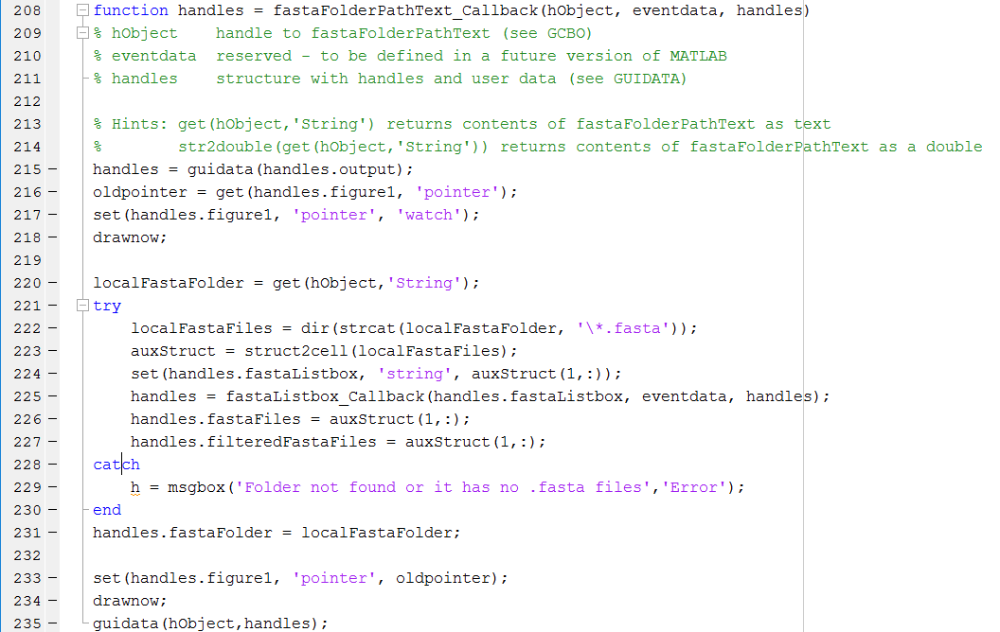 208 function handles = fastaFolderPathText_Callback(hObject, eventdata, handles)
209 % hObject    handle to fastaFolderPathText (see GCBO)
210 % eventdata  reserved - to be defined in a future version of MATLAB
211 % handles    structure with handles and user data (see GUIDATA)
212
213 % Hints: get(hObject,'String') returns contents of fastaFolderPathText as text
214 %        str2double(get(hObject,'String')) returns contents of fastaFolderPathText as a double
215 - handles = guidata(handles.output);
216 - oldpointer = get(handles.figure1, 'pointer');
217 - set(handles.figure1, 'pointer', 'watch');
218 - drawnow;
219
220 - localFastaFolder = get(hObject,'String');
221 - try
222 -     localFastaFiles = dir(strcat(localFastaFolder, '\*.fasta'));
223 -     auxStruct = struct2cell(localFastaFiles);
224 -     set(handles.fastaListbox, 'string', auxStruct(1,:));
225 -     handles = fastaListbox_Callback(handles.fastaListbox, eventdata, handles);
226 -     handles.fastaFiles = auxStruct(1,:);
227 -     handles.filteredFastaFiles = auxStruct(1,:);
228 - catch
229 -     h = msgbox('Folder not found or it has no .fasta files','Error');
230 - end
231 - handles.fastaFolder = localFastaFolder;
232
233 - set(handles.figure1, 'pointer', oldpointer);
234 - drawnow;
235 - guidata(hObject,handles);